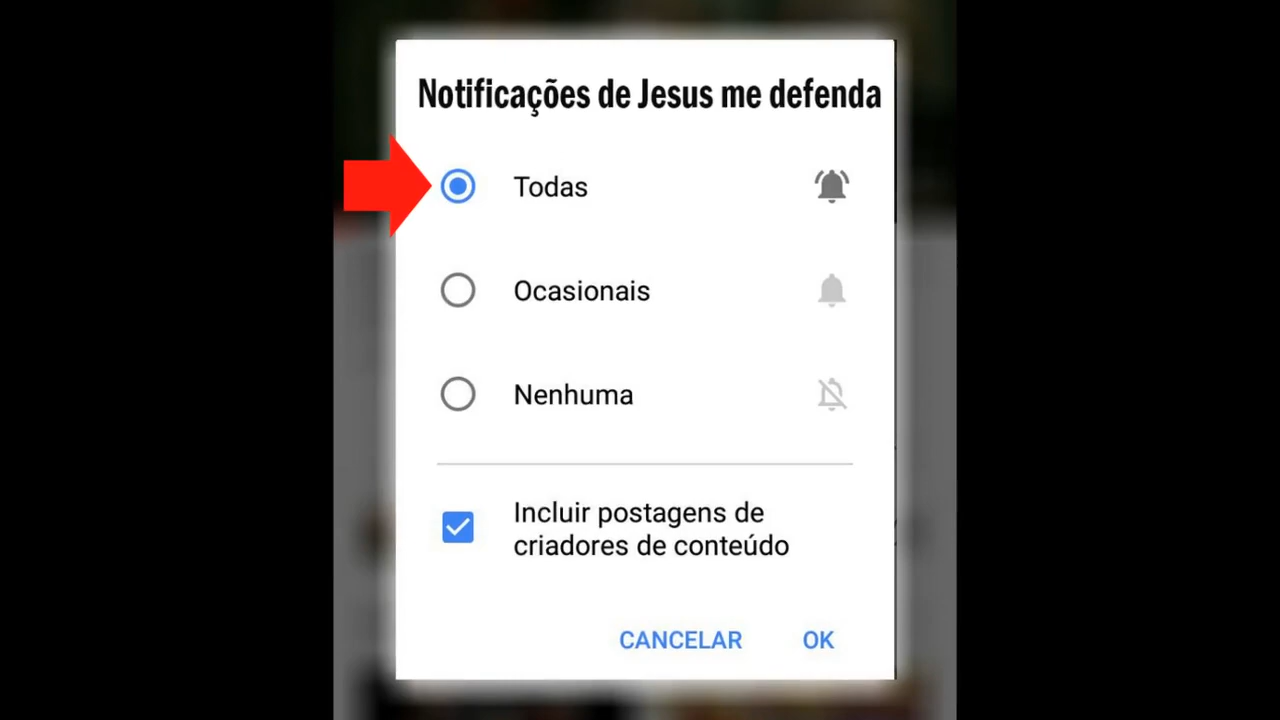 Notificações de Jesus me defenda
Todas
Ocasionais
Nenhuma
Incluir postagens de
criadores de conteúdo
CANCELAR OK